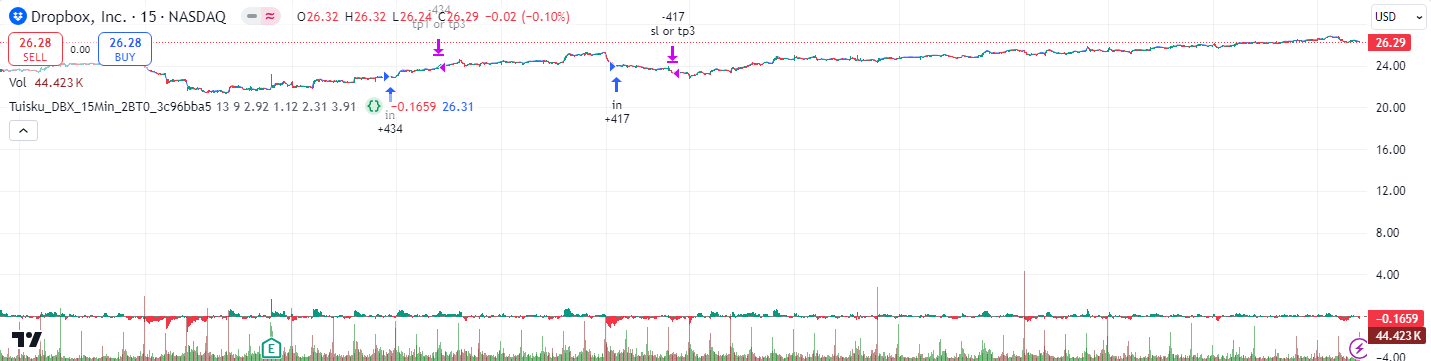 Dropbox, Inc. · 15 · NASDAQ O26.32 H26.32 L26.24 C26.29 −0.02 (−0.10%)
USD
26.28 SELL
0.00
26.28 BUY
Vol 44.423 K
Tuisku_DBX_15Min_2BT0_3c96bba5 13 9 2.92 1.12 2.31 3.91 −0.1659 26.31
-434
tp1 or tp3
in
+434
-417
sl or tp3
in
+417
26.29
24.00
20.00
16.00
12.00
8.00
4.00
−0.1659
44.423 K
−4.00
E